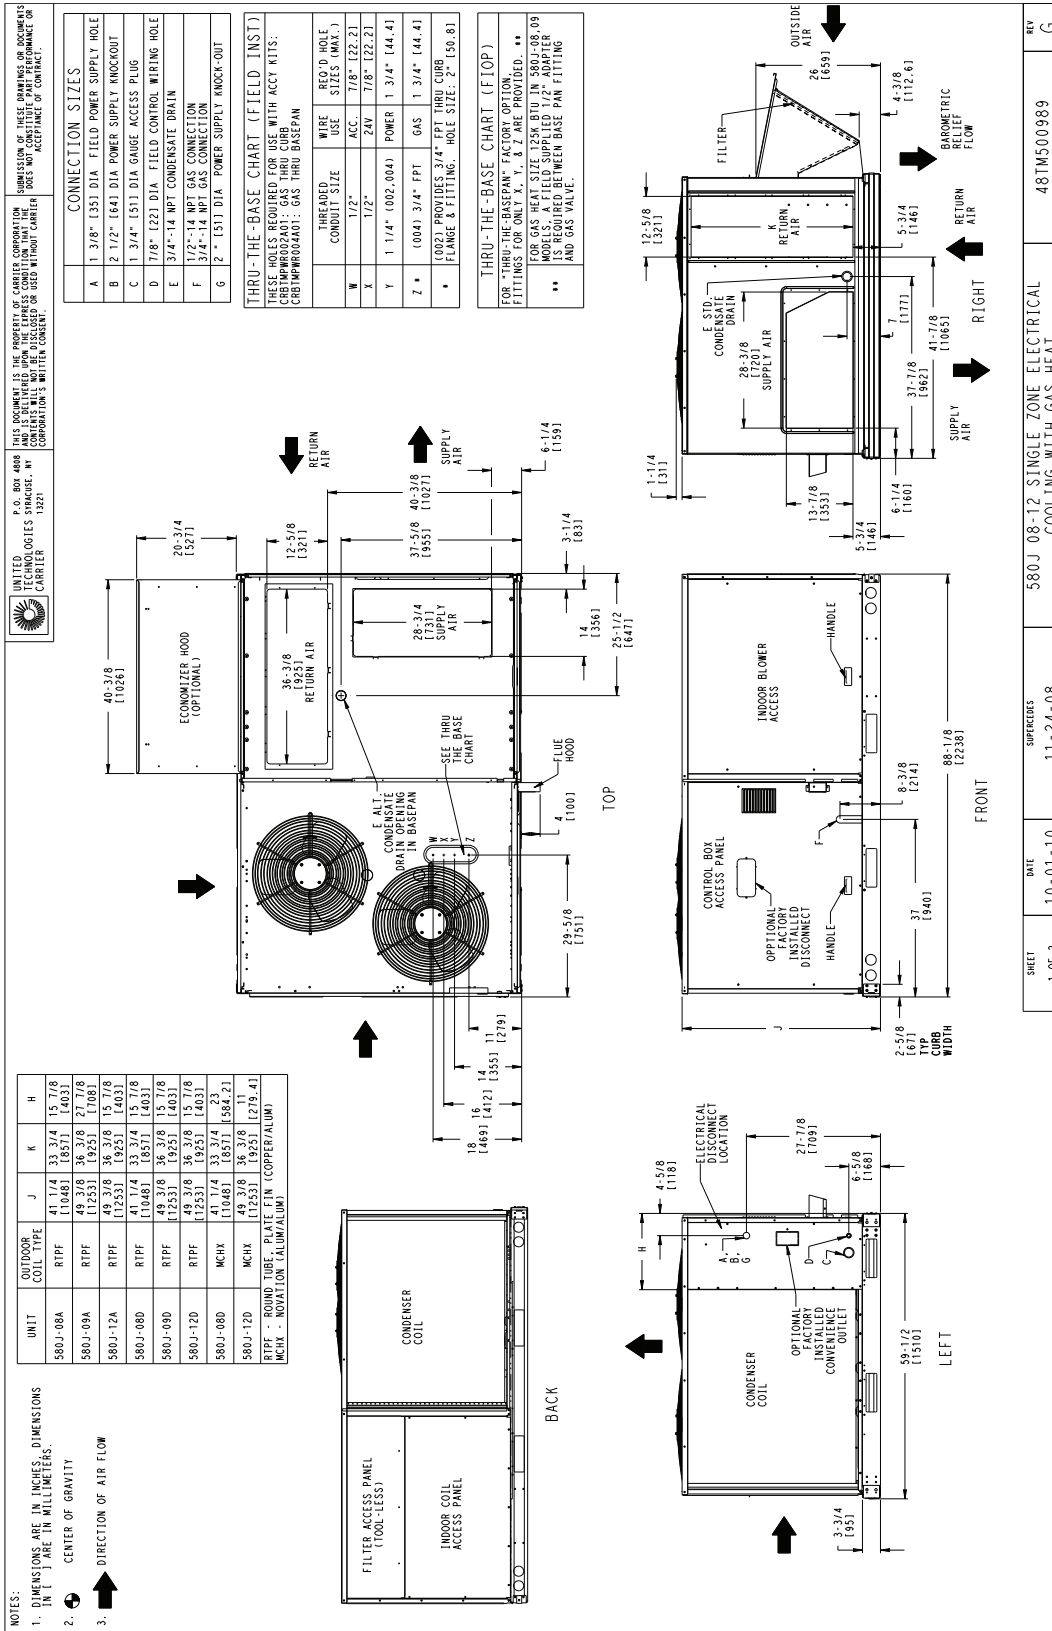 NOTES:
1. DIMENSIONS ARE IN INCHES, DIMENSIONS
IN [ ] ARE IN MILLIMETERS.
2. CENTER OF GRAVITY
3. DIRECTION OF AIR FLOW
UNIT OUTDOOR COIL TYPE J K H
580J-08A RTPF 41 1/4 [1048] 33 3/4 [857] 15 7/8 [403]
580J-09A RTPF 49 3/8 [1253] 36 3/8 [925] 27 7/8 [708]
580J-12A RTPF 49 3/8 [1253] 36 3/8 [925] 15 7/8 [403]
580J-08D RTPF 41 1/4 [1048] 33 3/4 [857] 15 7/8 [403]
580J-09D RTPF 49 3/8 [1253] 36 3/8 [925] 15 7/8 [403]
580J-12D RTPF 49 3/8 [1253] 36 3/8 [925] 15 7/8 [403]
580J-08D MCHX 41 1/4 [1048] 33 3/4 [857] 23 [584.2]
580J-12D MCHX 49 3/8 [1253] 36 3/8 [925] 11 [279.4]
RTPF - ROUND TUBE, PLATE FIN (COPPER/ALUM)
MCHX - NOVATION (ALUM/ALUM)
UNITED
TECHNOLOGIES
CARRIER
P.O. BOX 4808
SYRACUSE, NY
13221
THIS DOCUMENT IS THE PROPERTY OF CARRIER CORPORATION
AND IS DELIVERED UPON THE EXPRESS CONDITION THAT THE
CONTENTS WILL NOT BE DISCLOSED OR USED WITHOUT CARRIER
CORPORATION'S WRITTEN CONSENT.
SUBMISSION OF THESE DRAWINGS OR DOCUMENTS
DOES NOT CONSTITUTE PART PERFORMANCE OR
ACCEPTANCE OF CONTRACT.
CONNECTION SIZES
A 1 3/8" [35] DIA FIELD POWER SUPPLY HOLE
B 2 1/2" [64] DIA POWER SUPPLY KNOCKOUT
C 1 3/4" [51] DIA GAUGE ACCESS PLUG
D 7/8" [22] DIA FIELD CONTROL WIRING HOLE
E 3/4"-14 NPT CONDENSATE DRAIN
F 1/2"-14 NPT GAS CONNECTION
3/4"-14 NPT GAS CONNECTION
G 2 " [51] DIA POWER SUPPLY KNOCK-OUT
THRU-THE-BASE CHART (FIELD INST)
THESE HOLES REQUIRED FOR USE WITH ACCY KITS:
CRBTMPWR002A01: GAS THRU CURB
CRBTMPWR004A01: GAS THRU BASEPAN
THREADED CONDUIT SIZE WIRE USE REQ'D HOLE SIZES (MAX.)
W 1/2" ACC. 7/8" [22.2]
X 1/2" 24V 7/8" [22.2]
Y 1 1/4" (002,004) POWER 1 3/4" [44.4]
Z * (004) 3/4" FPT GAS 1 3/4" [44.4]
* (002) PROVIDES 3/4" FPT THRU CURB
FLANGE & FITTING. HOLE SIZE: 2" [50.8]
THRU-THE-BASE CHART (FIOP)
FOR "THRU-THE-BASEPAN" FACTORY OPTION,
FITTINGS FOR ONLY X, Y, & Z ARE PROVIDED. **
** FOR GAS HEAT SIZE 125K BTU IN 580J-08,09
MODELS, A FIELD SUPPLIED 1/2" ADAPTER
IS REQUIRED BETWEEN BASE PAN FITTING
AND GAS VALVE.
FILTER ACCESS PANEL
(TOOL-LESS)
INDOOR COIL
ACCESS PANEL
CONDENSER
COIL
BACK
40-3/8
[1026]
20-3/4
[527]
ECONOMIZER HOOD
(OPTIONAL)
12-5/8
[321]
36-3/8
[925]
RETURN AIR
28-3/4
[731]
SUPPLY
AIR
RETURN
AIR
SUPPLY
AIR
37-5/8
[955]
40-3/8
[1027]
6-1/4
[159]
3-1/4
[83]
14
[356]
25-1/2
[647]
E ALT.
CONDENSATE
DRAIN OPENING
IN BASEPAN
SEE THRU
THE BASE
CHART
W
X
Y
Z
FLUE
HOOD
4
[100]
29-5/8
[751]
11
[279]
14
[355]
16
[412]
18
[469]
TOP
H
4-5/8
[118]
ELECTRICAL
DISCONNECT
LOCATION
27-7/8
[709]
6-5/8
[168]
A,
B,
G
D
C
OPTIONAL
FACTORY
INSTALLED
CONVENIENCE
OUTLET
CONDENSER
COIL
59-1/2
[1510]
3-3/4
[95]
LEFT
J
2-5/8
[67]
TYP
CURB
WIDTH
CONTROL BOX
ACCESS PANEL
OPPTIONAL
FACTORY
INSTALLED
DISCONNECT
HANDLE
F
INDOOR BLOWER
ACCESS
HANDLE
37
[940]
8-3/8
[214]
88-1/8
[2238]
FRONT
1-1/4
[31]
13-7/8
[353]
5-3/4
[146]
6-1/4
[160]
28-3/8
[720]
SUPPLY AIR
E STD.
CONDENSATE
DRAIN
12-5/8
[321]
K
RETURN
AIR
FILTER
26
[659]
OUTSIDE
AIR
4-3/8
[112.6]
BAROMETRIC
RELIEF
FLOW
RETURN
AIR
SUPPLY
AIR
5-3/4
[146]
7
[177]
37-7/8
[962]
41-7/8
[1065]
RIGHT
SHEET
1 OF 2
DATE
10-01-10
SUPERCEDES
11-24-08
580J 08-12 SINGLE ZONE ELECTRICAL
COOLING WITH GAS HEAT
48TM500989
REV
G